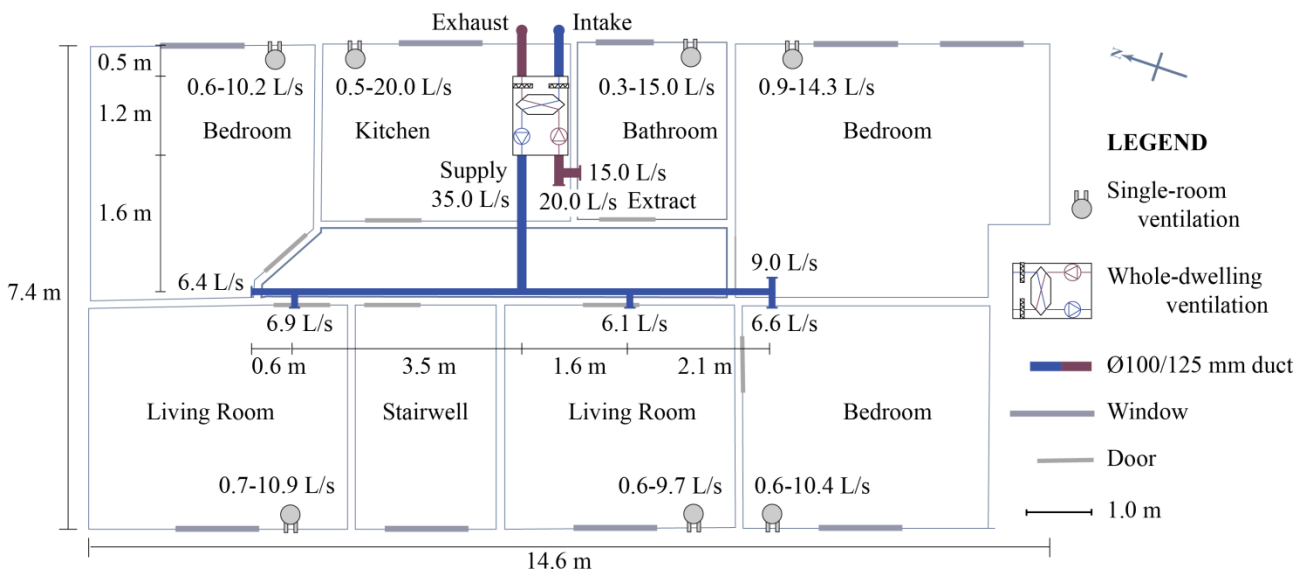 Exhaust
Intake
0.5 m
1.2 m
1.6 m
7.4 m
0.6-10.2 L/s
Bedroom
0.5-20.0 L/s
Kitchen
0.3-15.0 L/s
Bathroom
0.9-14.3 L/s
Bedroom
Supply
35.0 L/s
15.0 L/s
20.0 L/s
Extract
6.4 L/s
9.0 L/s
6.9 L/s
6.1 L/s
6.6 L/s
0.6 m
3.5 m
1.6 m
2.1 m
Living Room
Stairwell
Living Room
Bedroom
0.7-10.9 L/s
0.6-9.7 L/s
0.6-10.4 L/s
14.6 m
N
LEGEND
Single-room
ventilation
Whole-dwelling
ventilation
Ø100/125 mm duct
Window
Door
1.0 m